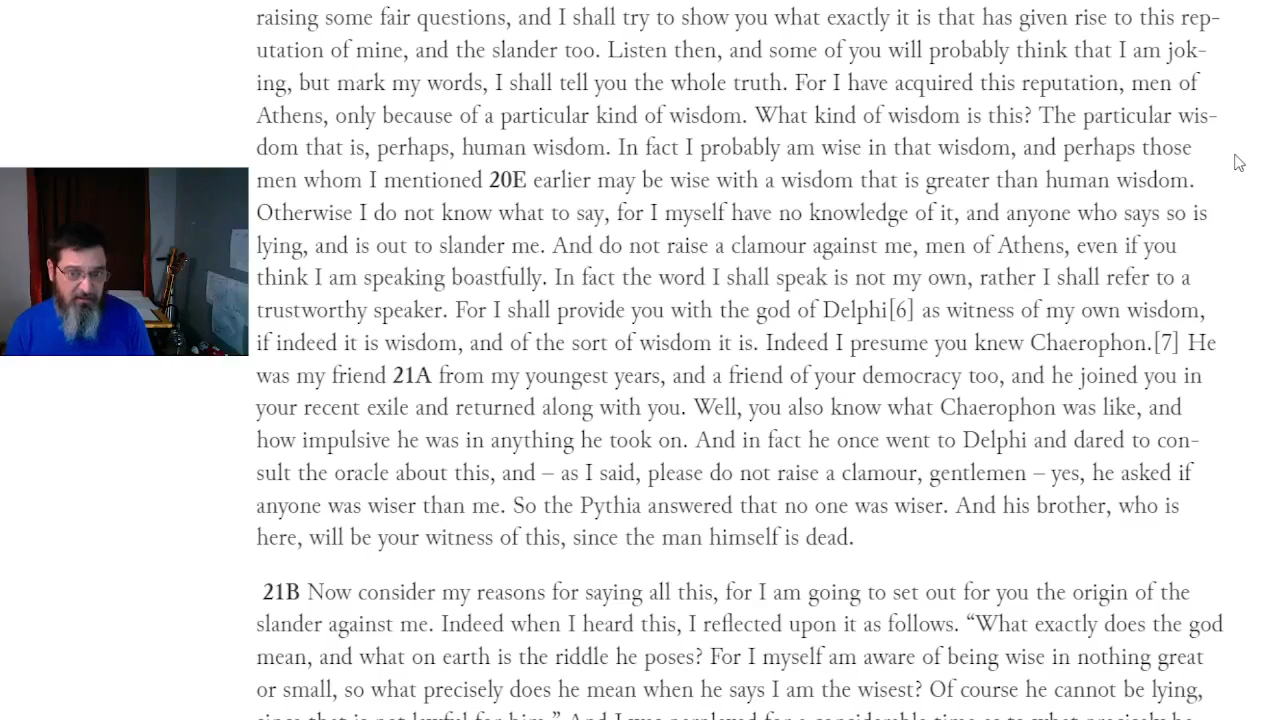 raising some fair questions, and I shall try to show you what exactly it is that has given rise to this rep-
utation of mine, and the slander too. Listen then, and some of you will probably think that I am jok-
ing, but mark my words, I shall tell you the whole truth. For I have acquired this reputation, men of
Athens, only because of a particular kind of wisdom. What kind of wisdom is this? The particular wis-
dom that is, perhaps, human wisdom. In fact I probably am wise in that wisdom, and perhaps those
men whom I mentioned 20E earlier may be wise with a wisdom that is greater than human wisdom.
Otherwise I do not know what to say, for I myself have no knowledge of it, and anyone who says so is
lying, and is out to slander me. And do not raise a clamour against me, men of Athens, even if you
think I am speaking boastfully. In fact the word I shall speak is not my own, rather I shall refer to a
trustworthy speaker. For I shall provide you with the god of Delphi[6] as witness of my own wisdom,
if indeed it is wisdom, and of the sort of wisdom it is. Indeed I presume you knew Chaerophon.[7] He
was my friend 21A from my youngest years, and a friend of your democracy too, and he joined you in
your recent exile and returned along with you. Well, you also know what Chaerophon was like, and
how impulsive he was in anything he took on. And in fact he once went to Delphi and dared to con-
sult the oracle about this, and – as I said, please do not raise a clamour, gentlemen – yes, he asked if
anyone was wiser than me. So the Pythia answered that no one was wiser. And his brother, who is
here, will be your witness of this, since the man himself is dead.
21B Now consider my reasons for saying all this, for I am going to set out for you the origin of the
slander against me. Indeed when I heard this, I reflected upon it as follows. “What exactly does the god
mean, and what on earth is the riddle he poses? For I myself am aware of being wise in nothing great
or small, so what precisely does he mean when he says I am the wisest? Of course he cannot be lying,
since that is not lawful for him.” And I was perplexed for a considerable time as to what precisely he